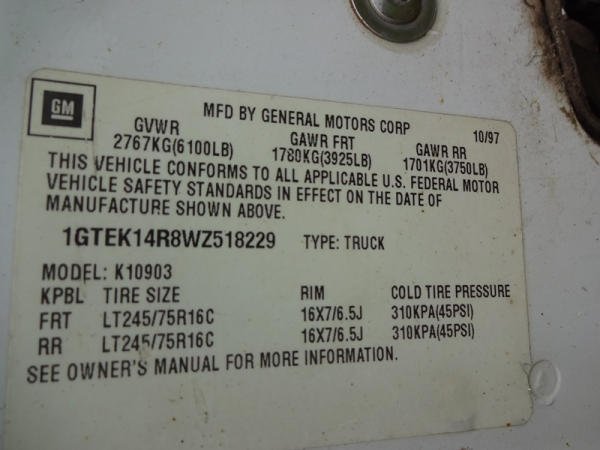 GM
MFD BY GENERAL MOTORS CORP 10/97
GVWR GAWR FRT GAWR RR
2767KG(6100LB) 1780KG(3925LB) 1701KG(3750LB)
THIS VEHICLE CONFORMS TO ALL APPLICABLE U.S. FEDERAL MOTOR
VEHICLE SAFETY STANDARDS IN EFFECT ON THE DATE OF
MANUFACTURE SHOWN ABOVE.
1GTEK14R8WZ518229 TYPE: TRUCK
MODEL: K10903
KPBL TIRE SIZE RIM COLD TIRE PRESSURE
FRT LT245/75R16C 16X7/6.5J 310KPA(45PSI)
RR LT245/75R16C 16X7/6.5J 310KPA(45PSI)
SEE OWNER'S MANUAL FOR MORE INFORMATION.